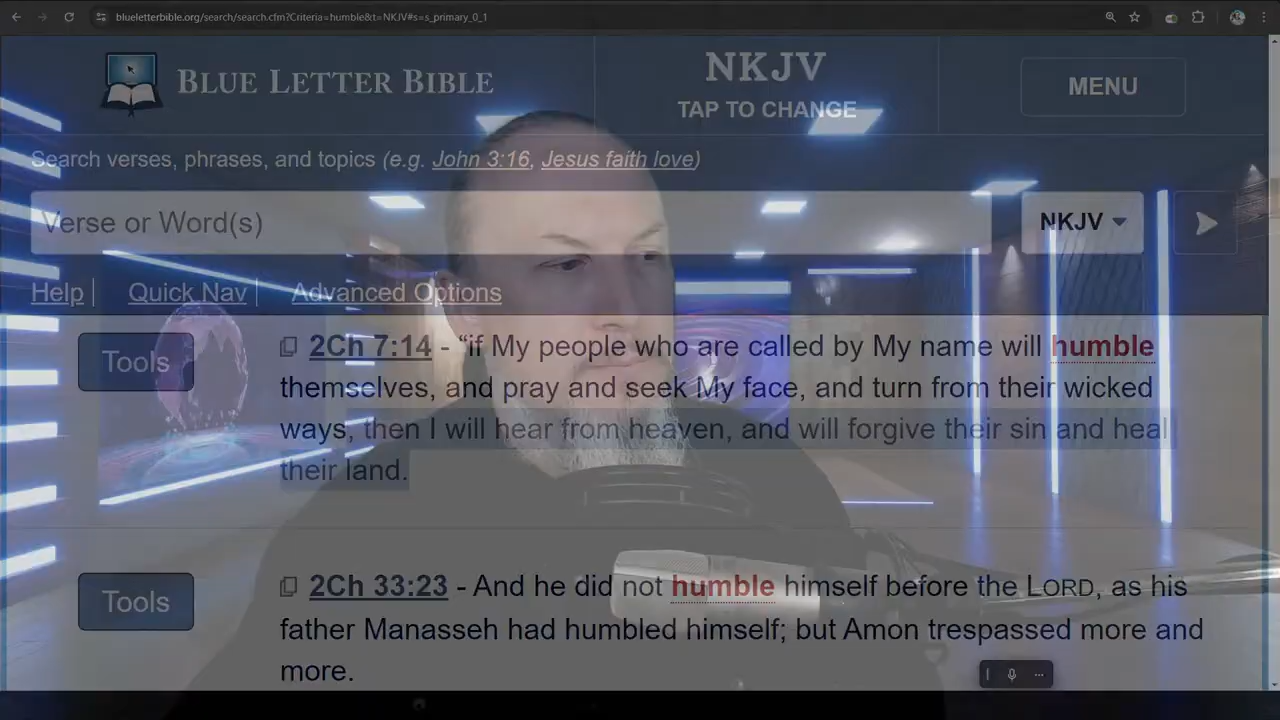 blueletterbible.org/search/search.cfm?Criteria=humble&t=NKJV#s=s_primary_0_1
BLUE LETTER BIBLE
NKJV
TAP TO CHANGE
MENU
Search verses, phrases, and topics (e.g. John 3:16, Jesus faith love)
Verse or Word(s)
NKJV
Help
Quick Nav
Advanced Options
Tools
2Ch 7:14 - “if My people who are called by My name will humble
themselves, and pray and seek My face, and turn from their wicked
ways, then I will hear from heaven, and will forgive their sin and heal
their land.
Tools
2Ch 33:23 - And he did not humble himself before the LORD, as his
father Manasseh had humbled himself; but Amon trespassed more and
more.